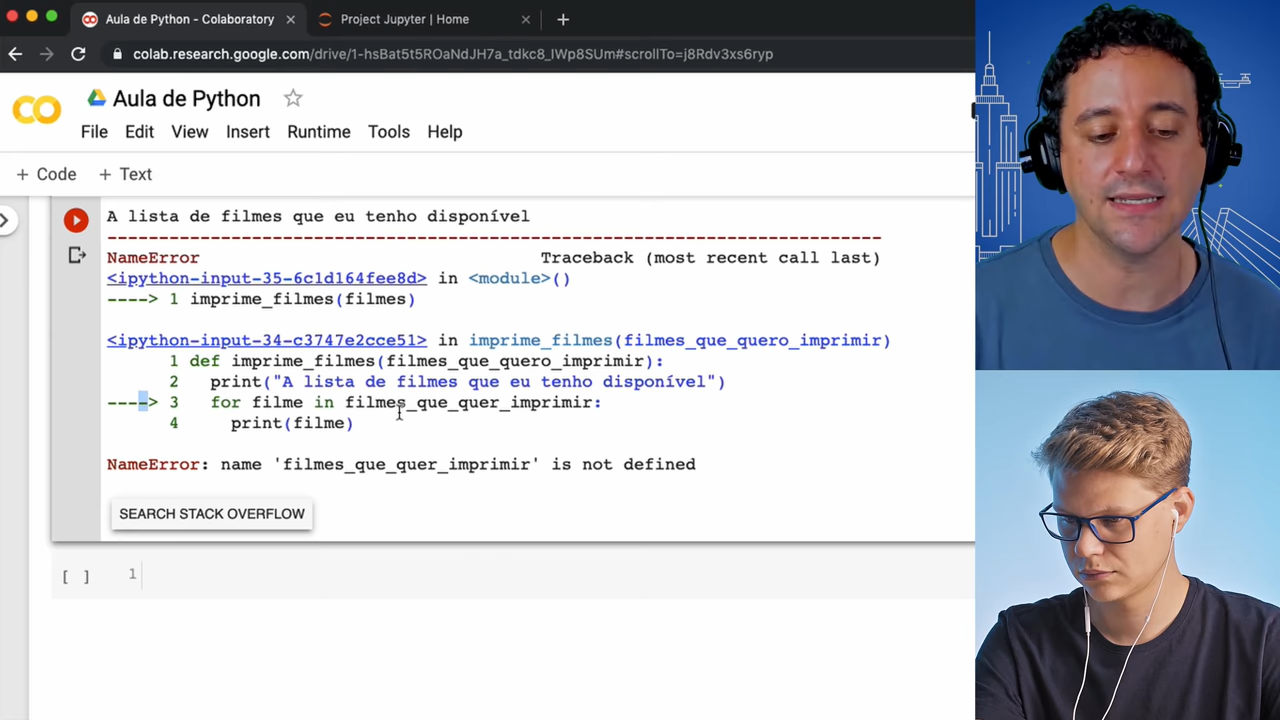 Aula de Python - Colaboratory
Project Jupyter | Home
colab.research.google.com/drive/1-hsBat5t5ROaNdJH7a_tdkc8_lWp8SUm#scrollTo=j8Rdv3xs6ryp
Aula de Python
File Edit View Insert Runtime Tools Help
+ Code + Text
A lista de filmes que eu tenho disponível
---------------------------------------------------------------------------
NameError Traceback (most recent call last)
<ipython-input-35-6c1d164fee8d> in <module>()
----> 1 imprime_filmes(filmes)
<ipython-input-34-c3747e2cce51> in imprime_filmes(filmes_que_quero_imprimir)
1 def imprime_filmes(filmes_que_quero_imprimir):
2 print("A lista de filmes que eu tenho disponível")
----> 3 for filme in filmes_que_quer_imprimir:
4 print(filme)
NameError: name 'filmes_que_quer_imprimir' is not defined
SEARCH STACK OVERFLOW
[ ] 1